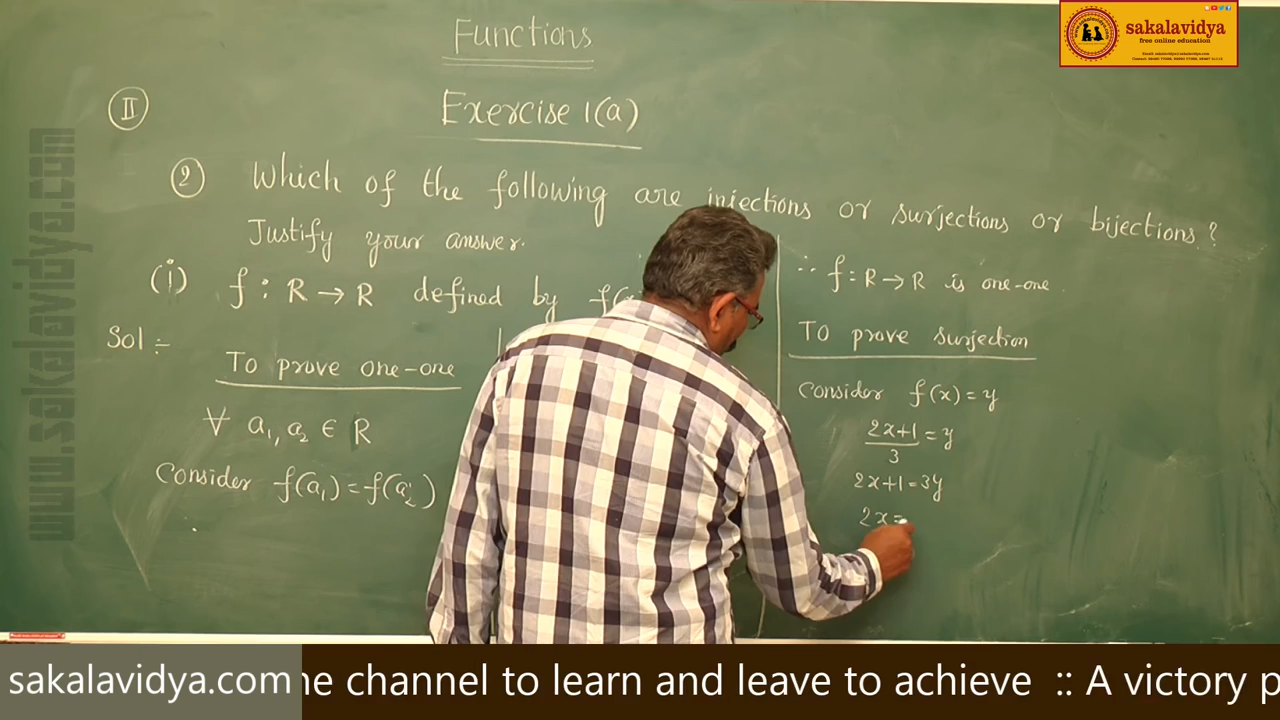 sakalavidya
free online education
Functions
II
Exercise 1(a)
2 Which of the following are injections or surjections or bijections?
Justify your answer.
(i) f : R → R defined by
Sol :-
To prove one-one
∀ a₁, a₂ ∈ R
Consider f(a₁) = f(a₂)
∴ f : R → R is one-one.
To prove surjection
Consider f(x) = y
(2x+1)/3 = y
2x+1 = 3y
2x =
www.sakalavidya.com
sakalavidya.com
he channel to learn and leave to achieve :: A victory p